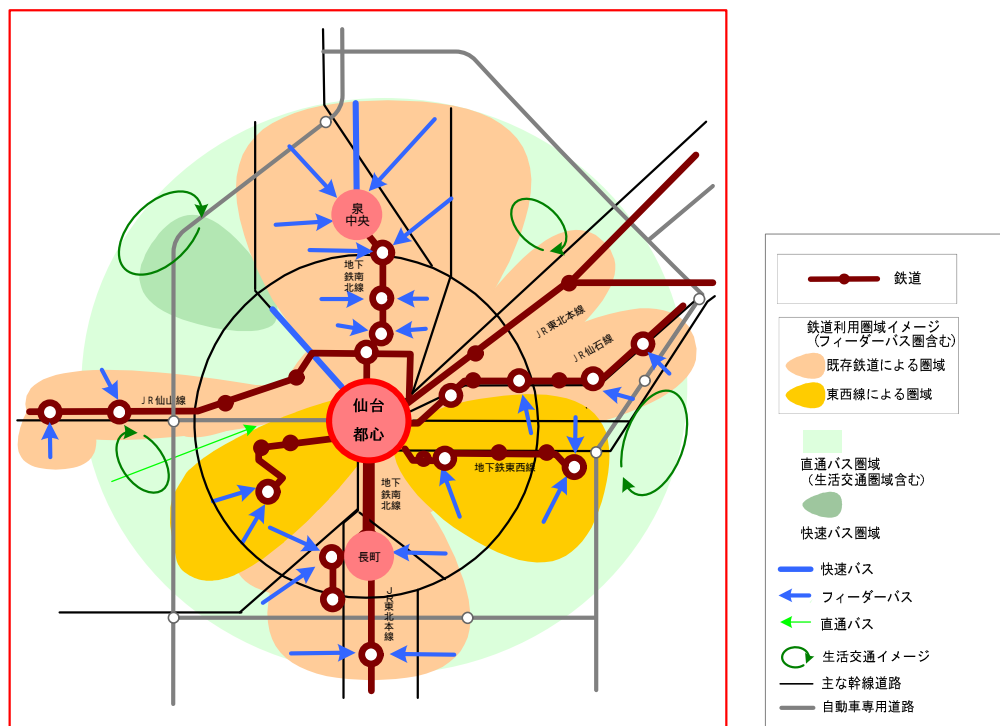 泉
中央
地下
鉄南
北線
JR東北本線
JR仙石線
JR仙山線
仙台
都心
地下鉄東西線
地下
鉄南
北線
長町
JR東北本線
鉄道
鉄道利用圏域イメージ
(フィーダーバス圏含む)
既存鉄道による圏域
東西線による圏域
直通バス圏域
(生活交通圏域含む)
快速バス圏域
快速バス
フィーダーバス
直通バス
生活交通イメージ
主な幹線道路
自動車専用道路